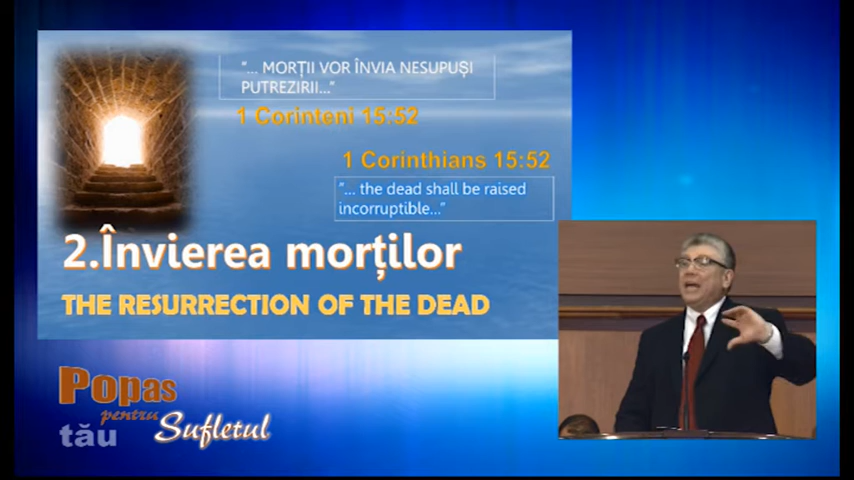 “... MORȚII VOR ÎNVIA NESUPUȘI
PUTREZIRII...”
1 Corinteni 15:52
1 Corinthians 15:52
“... the dead shall be raised
incorruptible...”
2.Învierea morților
THE RESURRECTION OF THE DEAD
Popas
pentru
Sufletul
tău